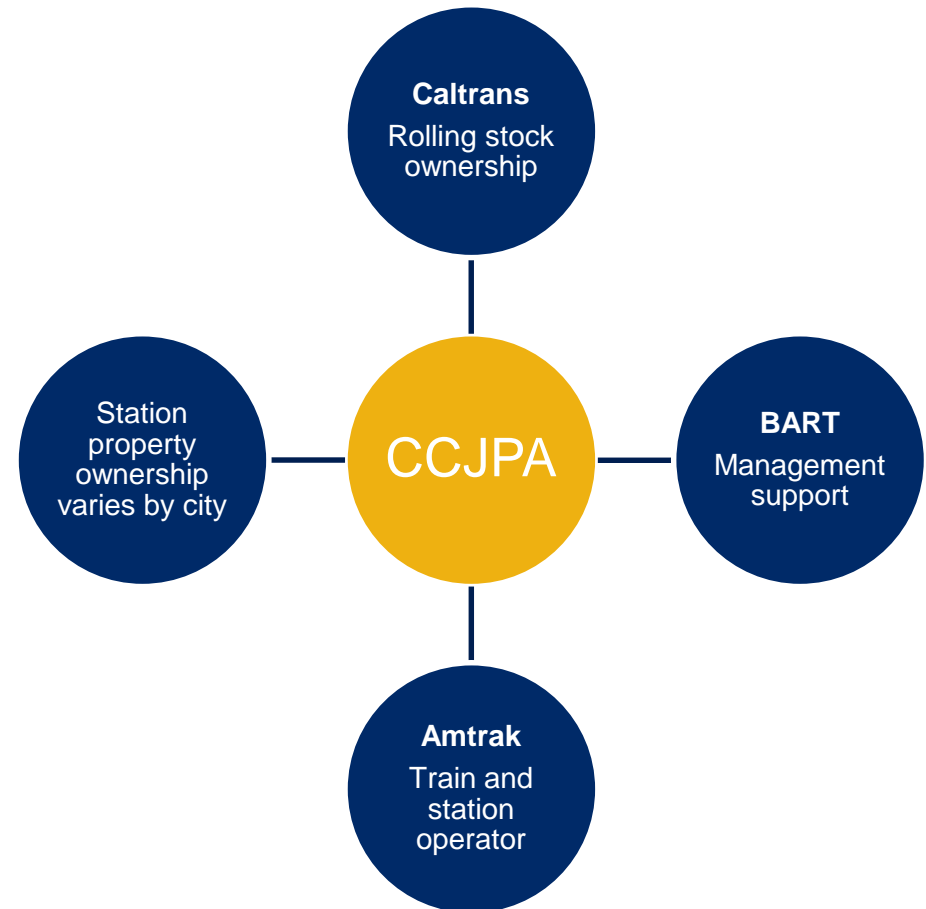 Caltrans
Rolling stock
ownership
Station
property
ownership
varies by city
CCJPA
BART
Management
support
Amtrak
Train and
station
operator